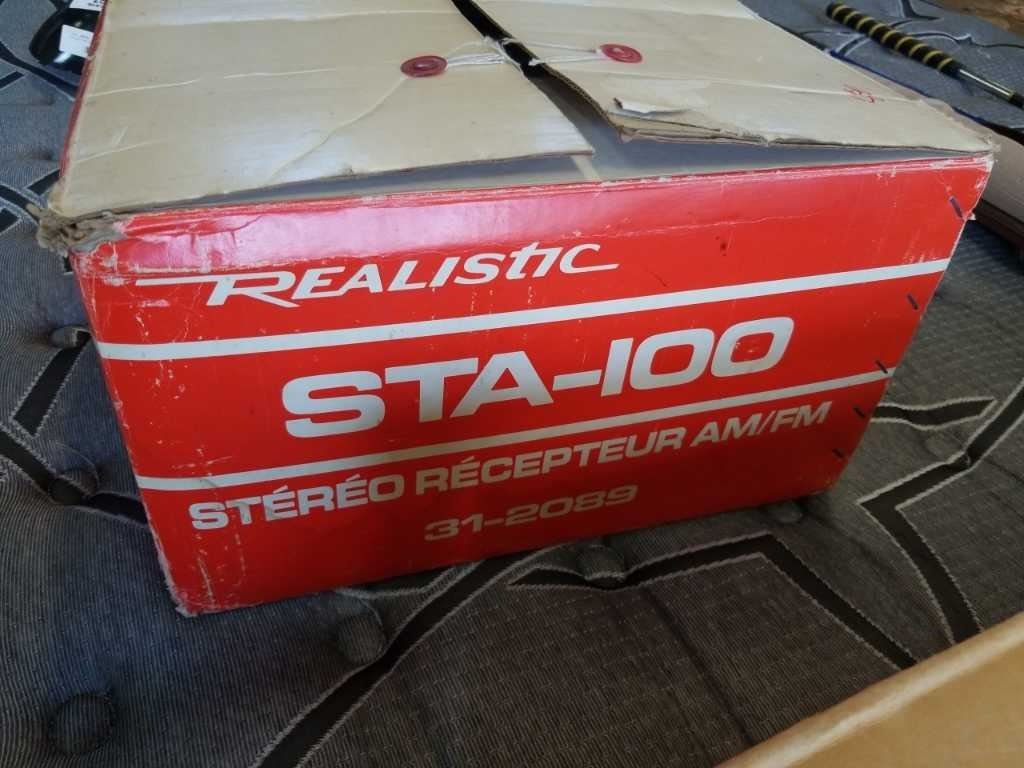 REALISTIC
STA-100
STÉRÉO RÉCEPTEUR AM/FM
31-2089